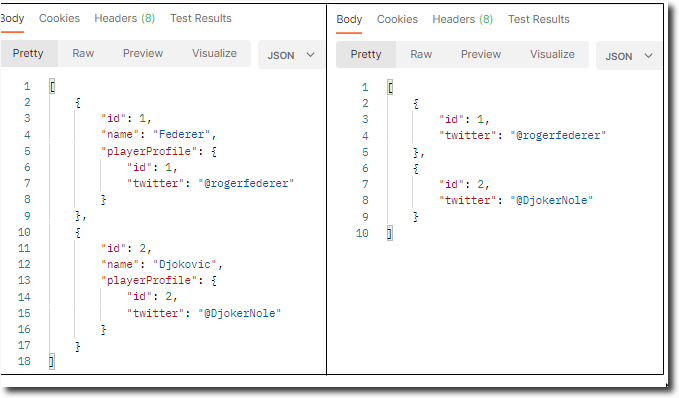 Body Cookies Headers (8) Test Results
Pretty Raw Preview Visualize JSON
1 [
2 {
3 "id": 1,
4 "name": "Federer",
5 "playerProfile": {
6 "id": 1,
7 "twitter": "@rogerfederer"
8 }
9 },
10 {
11 "id": 2,
12 "name": "Djokovic",
13 "playerProfile": {
14 "id": 2,
15 "twitter": "@DjokerNole"
16 }
17 }
18 ]
Body Cookies Headers (8) Test Results
Pretty Raw Preview Visualize JSON
1 [
2 {
3 "id": 1,
4 "twitter": "@rogerfederer"
5 },
6 {
7 "id": 2,
8 "twitter": "@DjokerNole"
9 }
10 ]